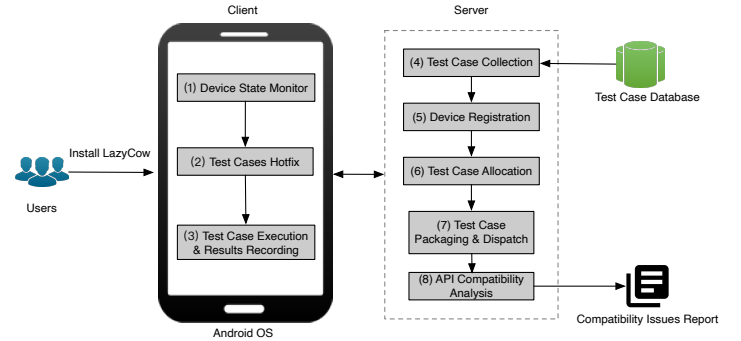 Client
Server
(1) Device State Monitor
(2) Test Cases Hotfix
(3) Test Case Execution
& Results Recording
Install LazyCow
Users
Android OS
(4) Test Case Collection
(5) Device Registration
(6) Test Case Allocation
(7) Test Case
Packaging & Dispatch
(8) API Compatibility
Analysis
Test Case Database
Compatibility Issues Report